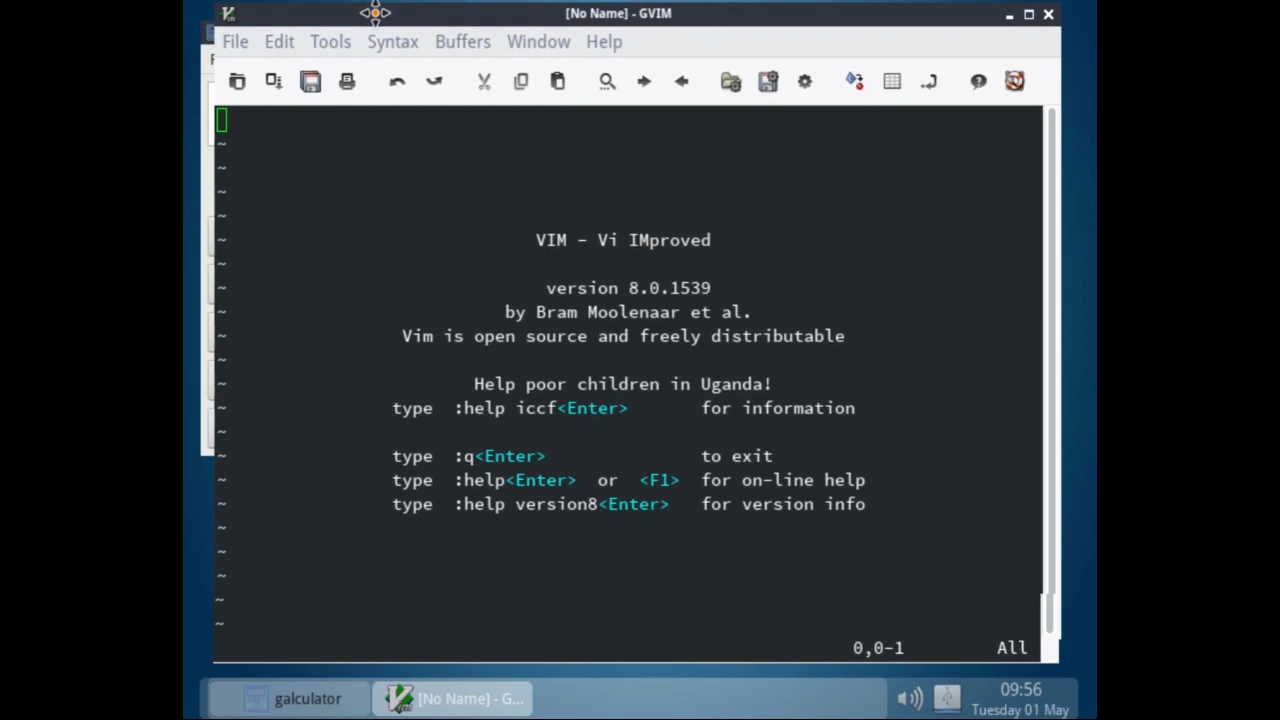 [No Name] - GVIM
File Edit Tools Syntax Buffers Window Help
~
~
~
~
~ VIM - Vi IMproved
~
~ version 8.0.1539
~ by Bram Moolenaar et al.
~ Vim is open source and freely distributable
~
~ Help poor children in Uganda!
~ type :help iccf<Enter> for information
~
~ type :q<Enter> to exit
~ type :help<Enter> or <F1> for on-line help
~ type :help version8<Enter> for version info
~
~
~
~
~
0,0-1 All
galculator [No Name] - G...
09:56
Tuesday 01 May